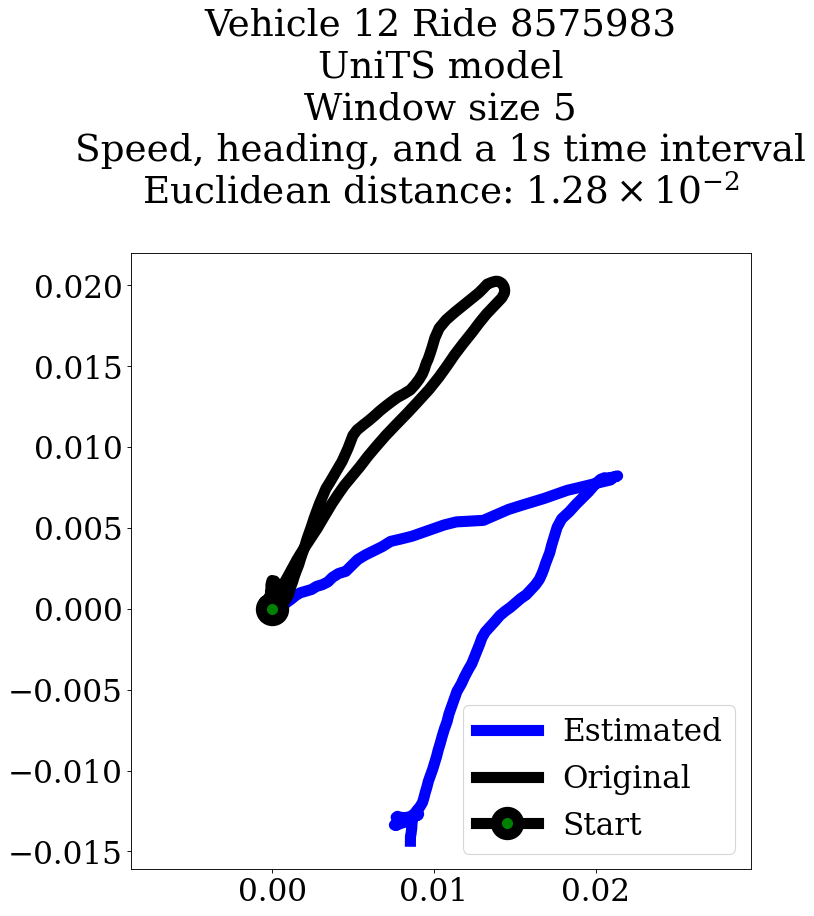 Vehicle 12 Ride 8575983
UniTS model
Window size 5
Speed, heading, and a 1s time interval
Euclidean distance: 1.28 × 10⁻²
0.020
0.015
0.010
0.005
0.000
−0.005
−0.010
−0.015
0.00 0.01 0.02
Estimated
Original
Start